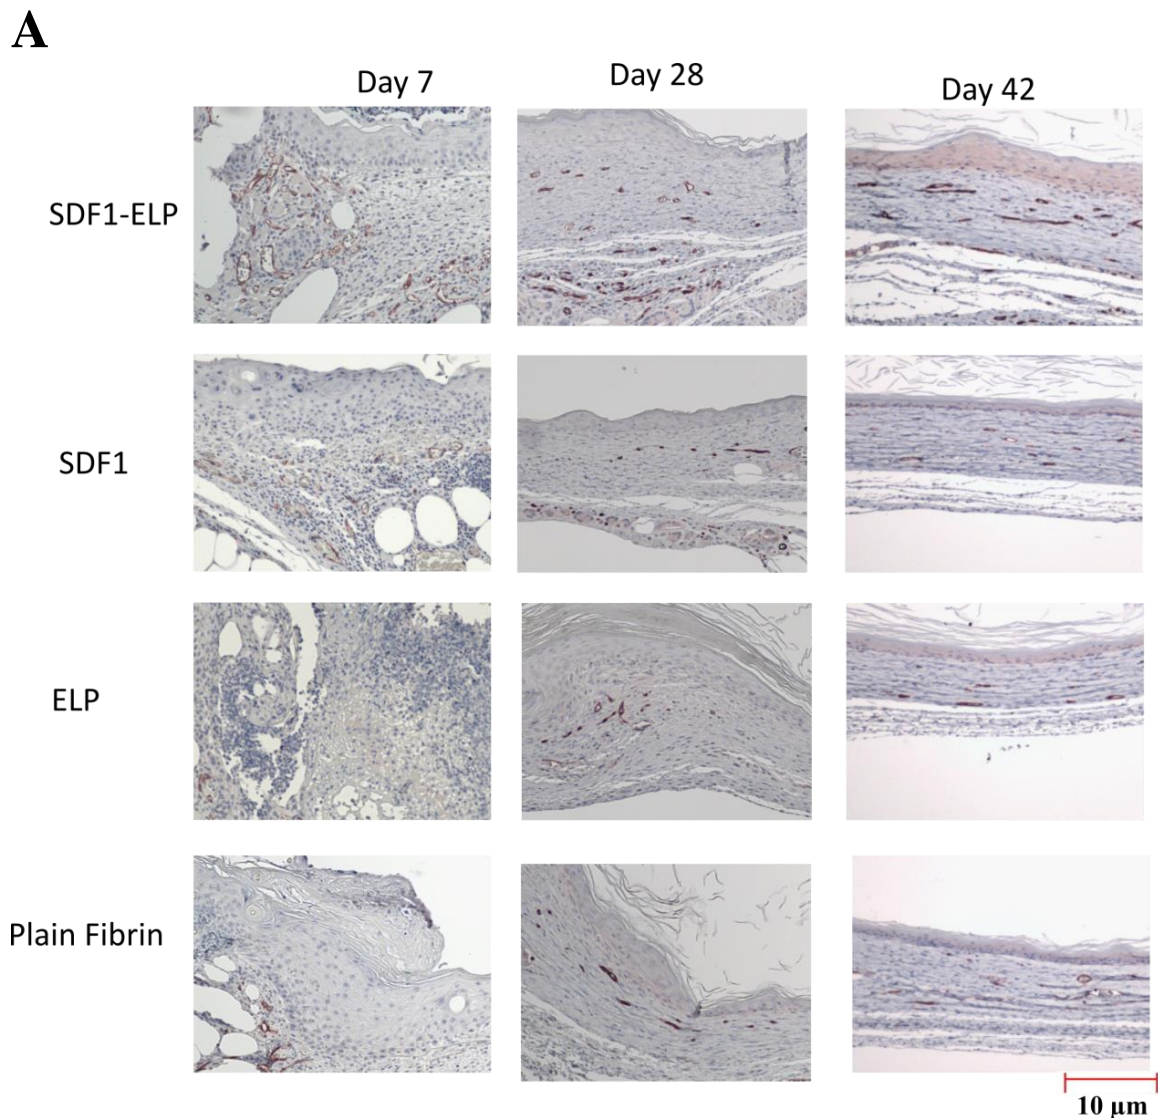 A
Day 7
Day 28
Day 42
SDF1-ELP
SDF1
ELP
Plain Fibrin
10 μm